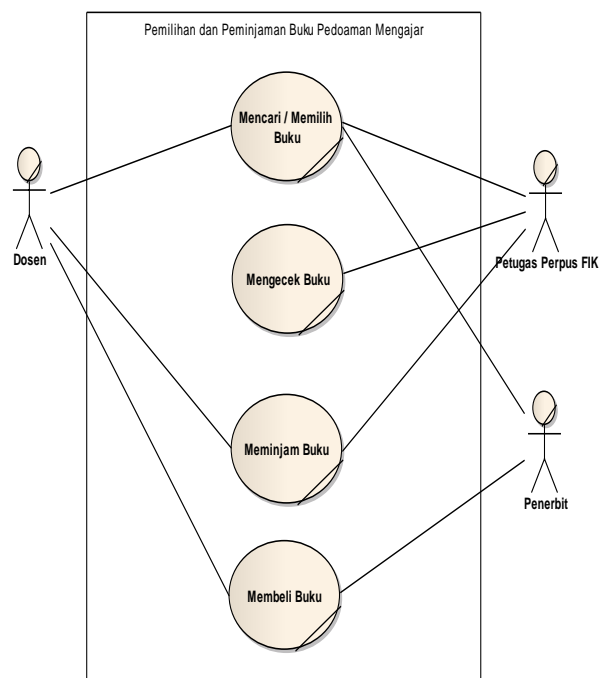 Pemilihan dan Peminjaman Buku Pedoaman Mengajar
Mencari / Memilih
Buku
Dosen
Petugas Perpus FIK
Mengecek Buku
Meminjam Buku
Penerbit
Membeli Buku